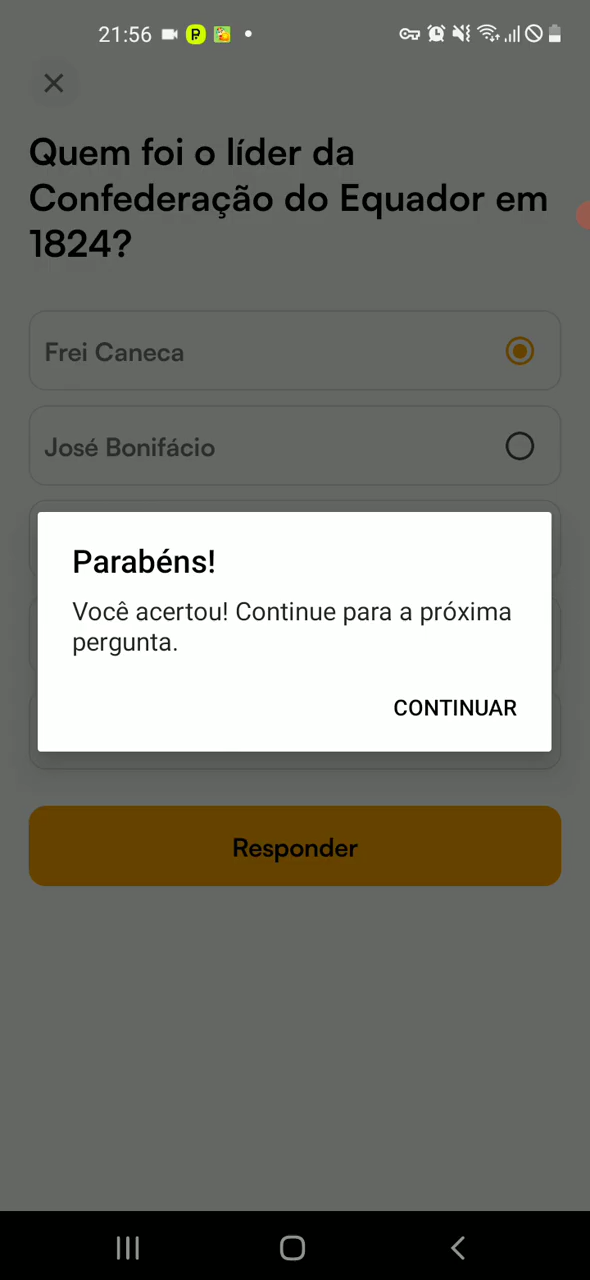 21:56
Quem foi o líder da
Confederação do Equador em
1824?
Frei Caneca
José Bonifácio
Parabéns!
Você acertou! Continue para a próxima
pergunta.
CONTINUAR
Responder